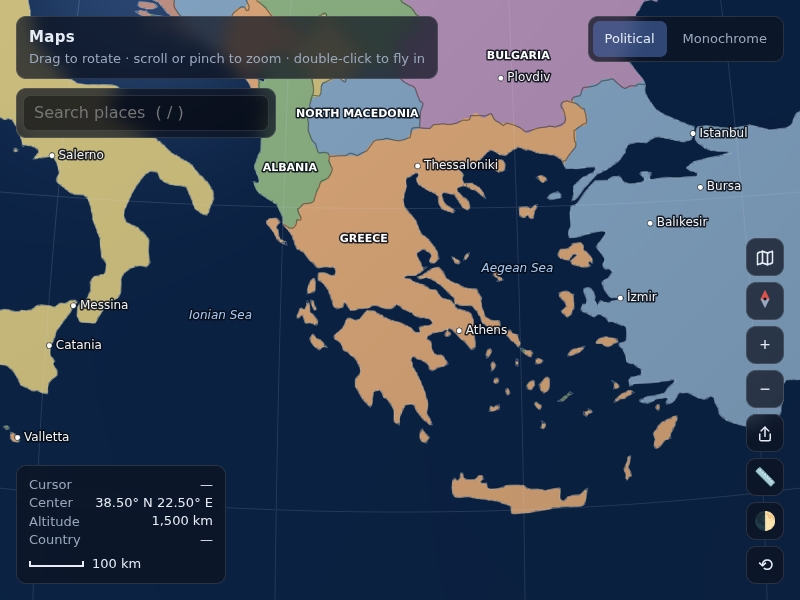 Maps
Drag to rotate · scroll or pinch to zoom · double-click to fly in
Search places ( / )
Political
Monochrome
BULGARIA
Plovdiv
NORTH MACEDONIA
Istanbul
Salerno
ALBANIA
Thessaloniki
Bursa
Balıkesir
GREECE
Aegean Sea
İzmir
Messina
Ionian Sea
Athens
Catania
+
−
Valletta
Cursor —
Center 38.50° N 22.50° E
Altitude 1,500 km
Country —
100 km